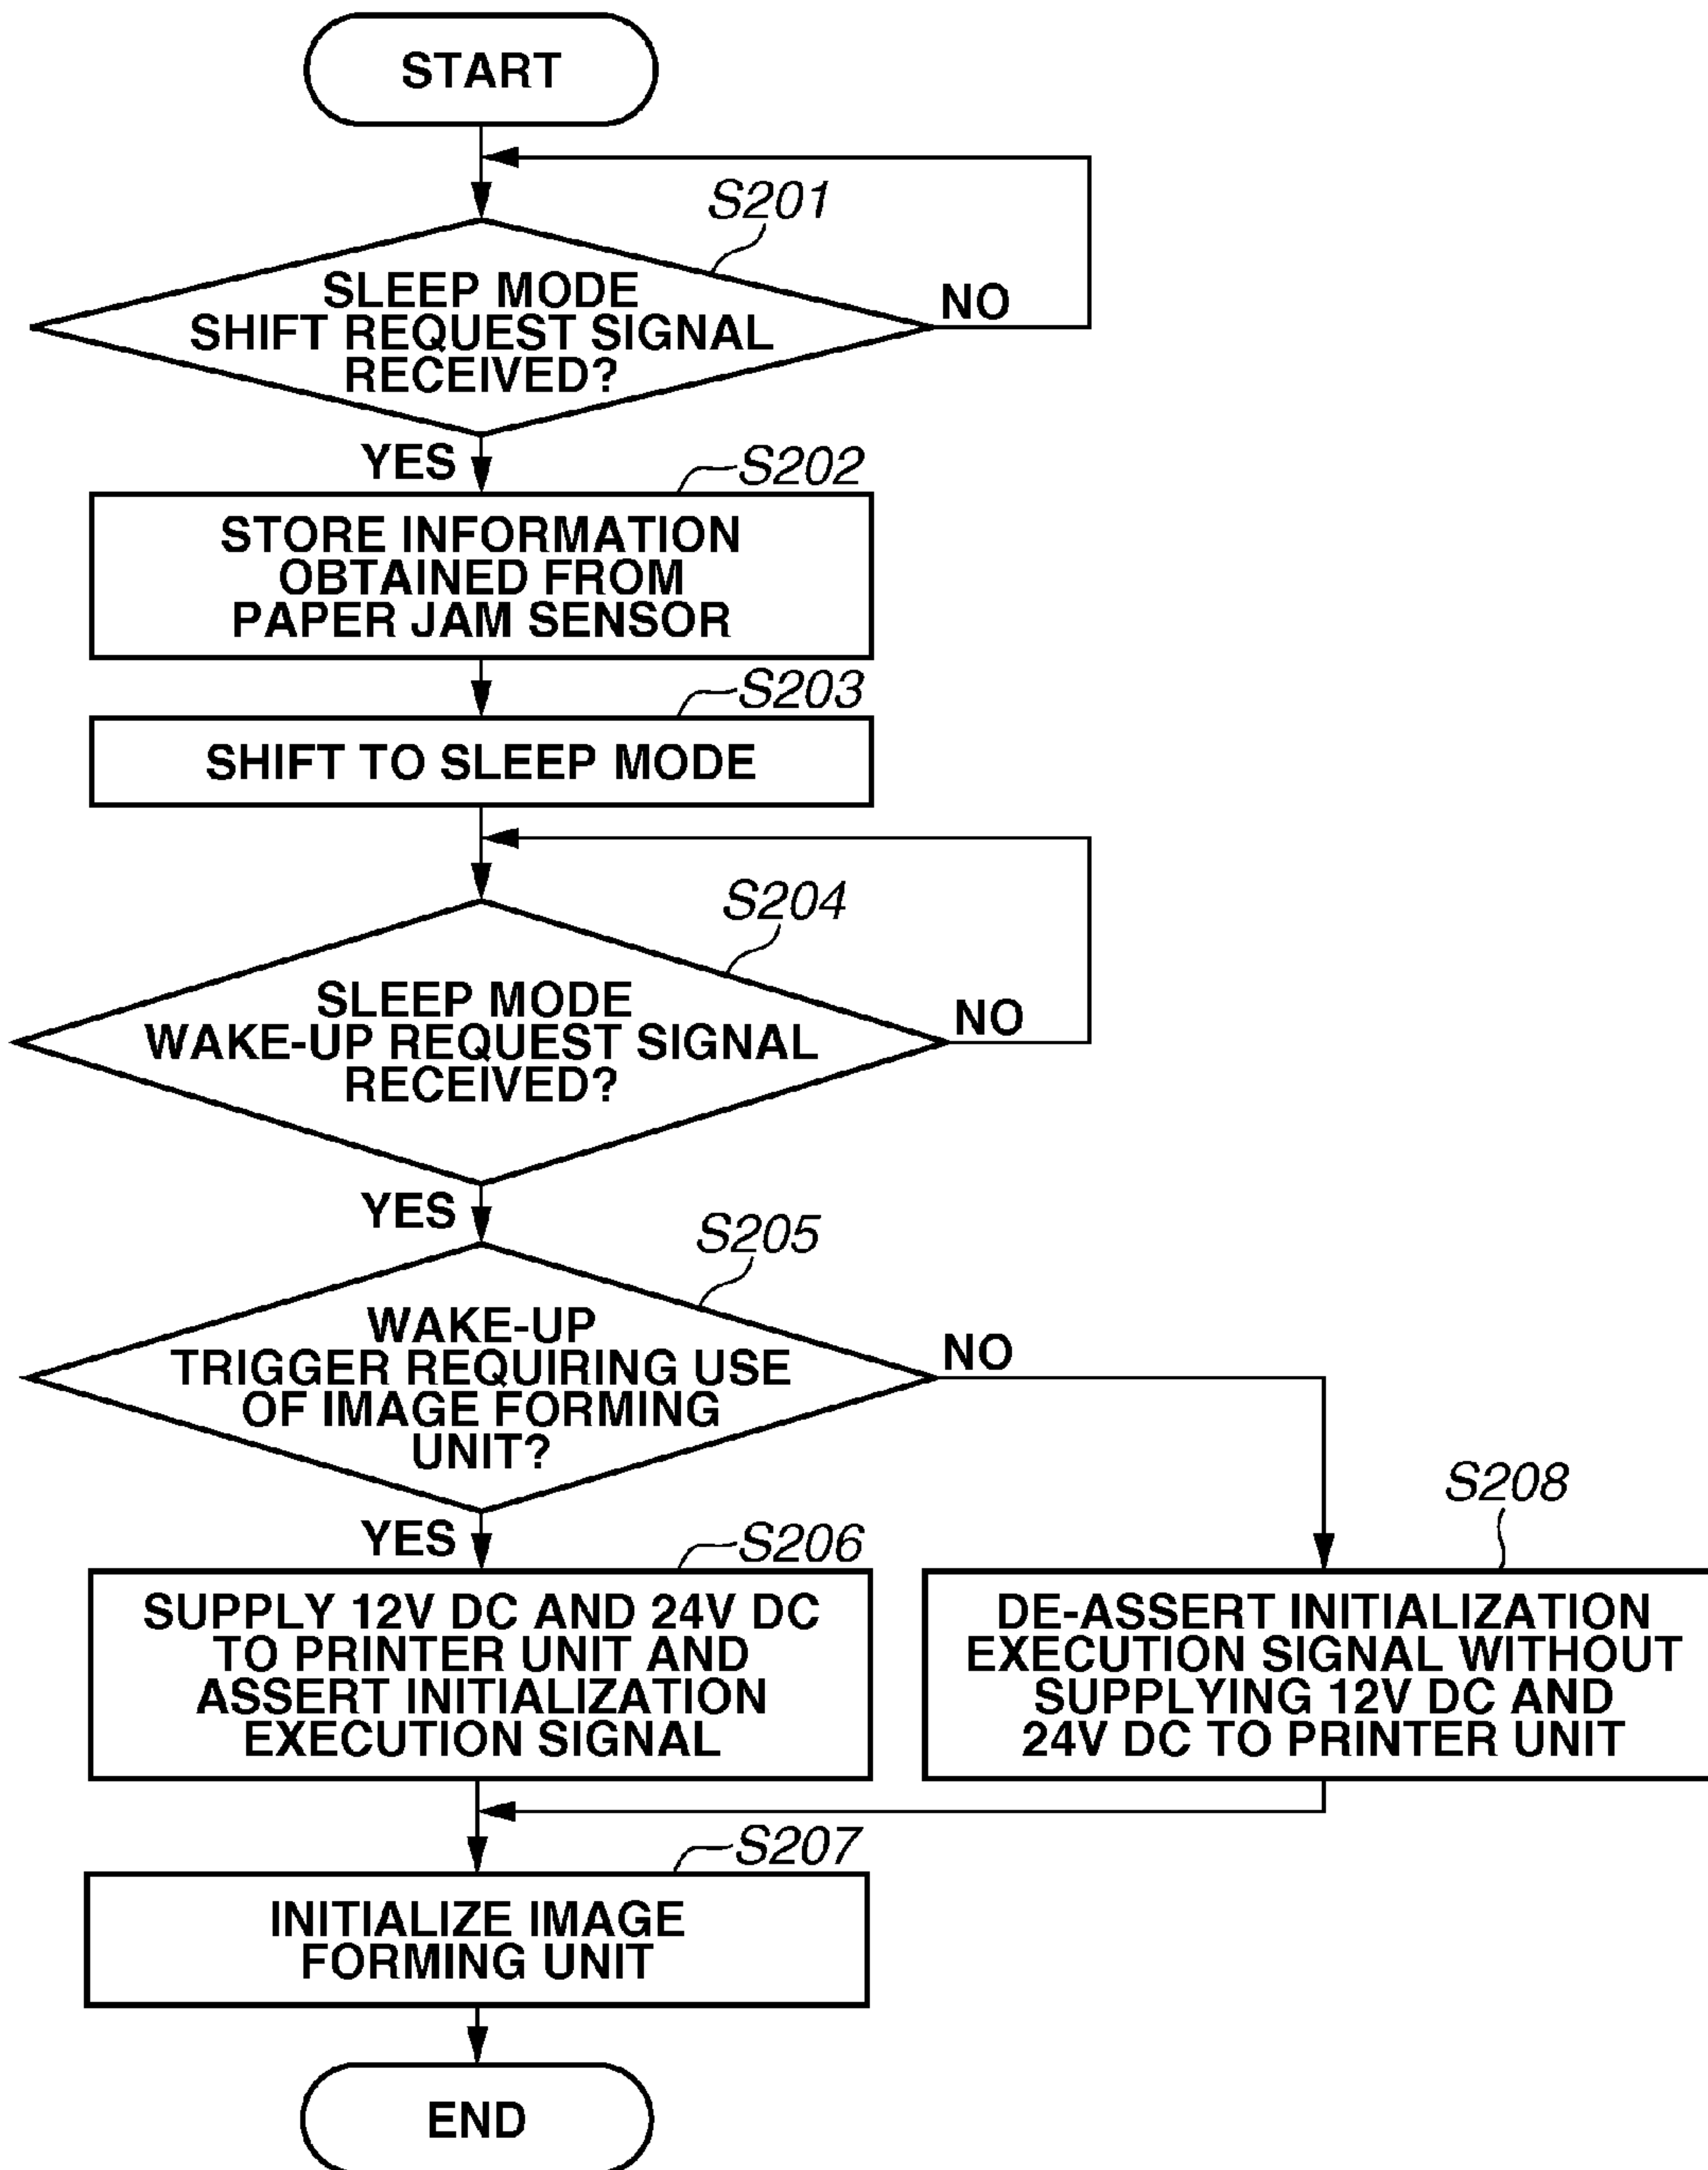 START
S201
SLEEP MODE
SHIFT REQUEST SIGNAL
RECEIVED?
NO
YES
S202
STORE INFORMATION
OBTAINED FROM
PAPER JAM SENSOR
S203
SHIFT TO SLEEP MODE
S204
SLEEP MODE
WAKE-UP REQUEST SIGNAL
RECEIVED?
NO
YES
S205
WAKE-UP
TRIGGER REQUIRING USE
OF IMAGE FORMING
UNIT?
NO
YES
S206
SUPPLY 12V DC AND 24V DC
TO PRINTER UNIT AND
ASSERT INITIALIZATION
EXECUTION SIGNAL
S208
DE-ASSERT INITIALIZATION
EXECUTION SIGNAL WITHOUT
SUPPLYING 12V DC AND
24V DC TO PRINTER UNIT
S207
INITIALIZE IMAGE
FORMING UNIT
END